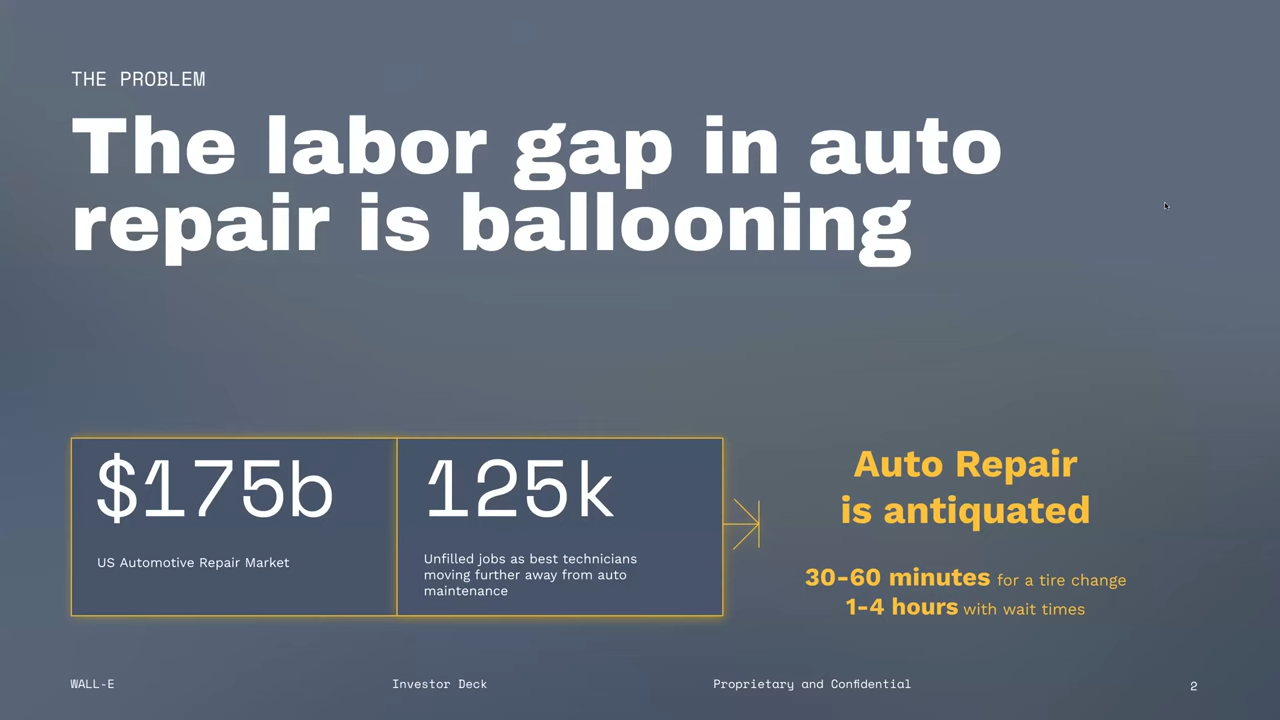 THE PROBLEM
The labor gap in auto
repair is ballooning
$175b
US Automotive Repair Market
125k
Unfilled jobs as best technicians
moving further away from auto
maintenance
Auto Repair
is antiquated
30-60 minutes for a tire change
1-4 hours with wait times
WALL-E
Investor Deck
Proprietary and Confidential
2